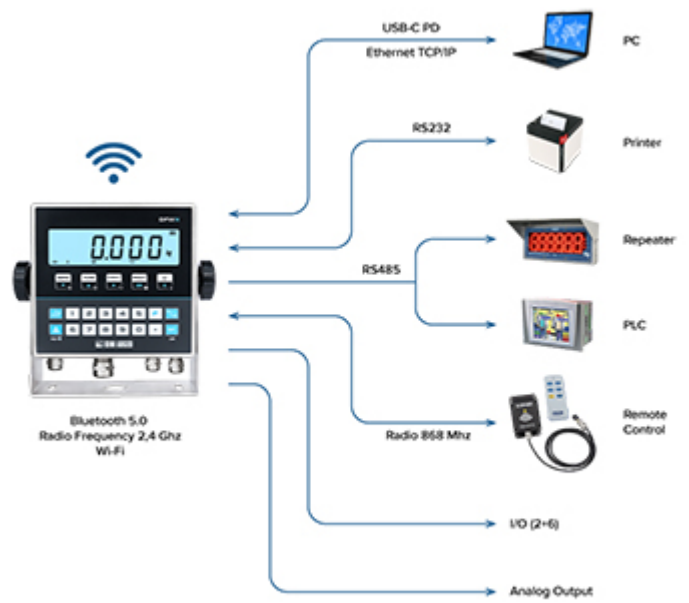 USB-C PD
Ethernet TCP/IP
PC
RS232
Printer
0.000
RS485
Repeater
PLC
Bluetooth 5.0
Radio Frequency 2,4 Ghz
Wi-Fi
Radio 868 Mhz
Remote
Control
I/O (2+6)
Analog Output